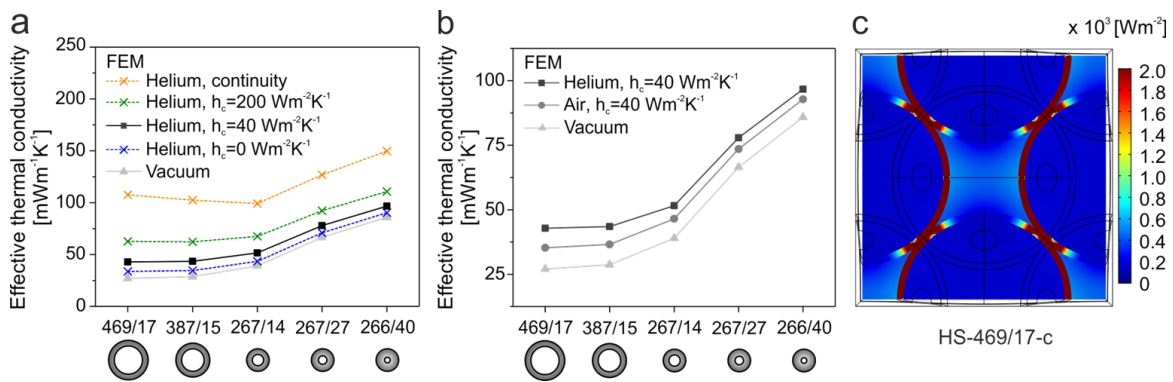 a
Effective thermal conductivity
[mWm⁻¹K⁻¹]
250
200
150
100
50
0
FEM
Helium, continuity
Helium, hc=200 Wm⁻²K⁻¹
Helium, hc=40 Wm⁻²K⁻¹
Helium, hc=0 Wm⁻²K⁻¹
Vacuum
469/17 387/15 267/14 267/27 266/40
b
Effective thermal conductivity
[mWm⁻¹K⁻¹]
100
75
50
25
FEM
Helium, hc=40 Wm⁻²K⁻¹
Air, hc=40 Wm⁻²K⁻¹
Vacuum
469/17 387/15 267/14 267/27 266/40
c
x 10³ [Wm⁻²]
2.0
1.8
1.6
1.4
1.2
1.0
0.8
0.6
0.4
0.2
0
HS-469/17-c